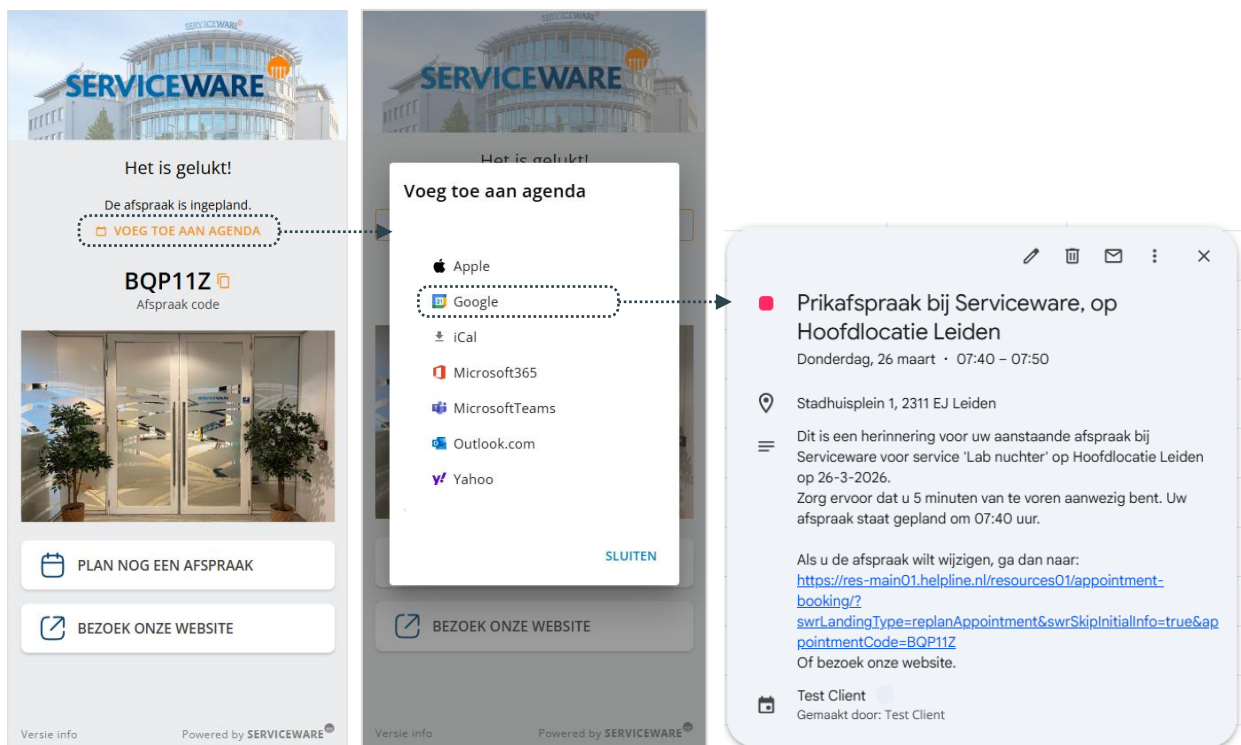 SERVICEWARE
SERVICEWARE
Het is gelukt!
De afspraak is ingepland.
VOEG TOE AAN AGENDA
BQP11Z
Afspraak code
SERVICEWARE
PLAN NOG EEN AFSPRAAK
BEZOEK ONZE WEBSITE
Versie info
Powered by SERVICEWARE
SERVICEWARE
SERVICEWARE
Het is gelukt!
Voeg toe aan agenda
Apple
31 Google
iCal
Microsoft365
MicrosoftTeams
Outlook.com
Yahoo
SLUITEN
BEZOEK ONZE WEBSITE
Versie info
Powered by SERVICEWARE
Prikafspraak bij Serviceware, op
Hoofdlocatie Leiden
Donderdag, 26 maart · 07:40 – 07:50
Stadhuisplein 1, 2311 EJ Leiden
Dit is een herinnering voor uw aanstaande afspraak bij
Serviceware voor service 'Lab nuchter' op Hoofdlocatie Leiden
op 26-3-2026.
Zorg ervoor dat u 5 minuten van te voren aanwezig bent. Uw
afspraak staat gepland om 07:40 uur.
Als u de afspraak wilt wijzigen, ga dan naar:
https://res-main01.helpline.nl/resources01/appointment-
booking/?
swrLandingType=replanAppointment&swrSkipInitialInfo=true&ap
pointmentCode=BQP11Z
Of bezoek onze website.
Test Client
Gemaakt door: Test Client